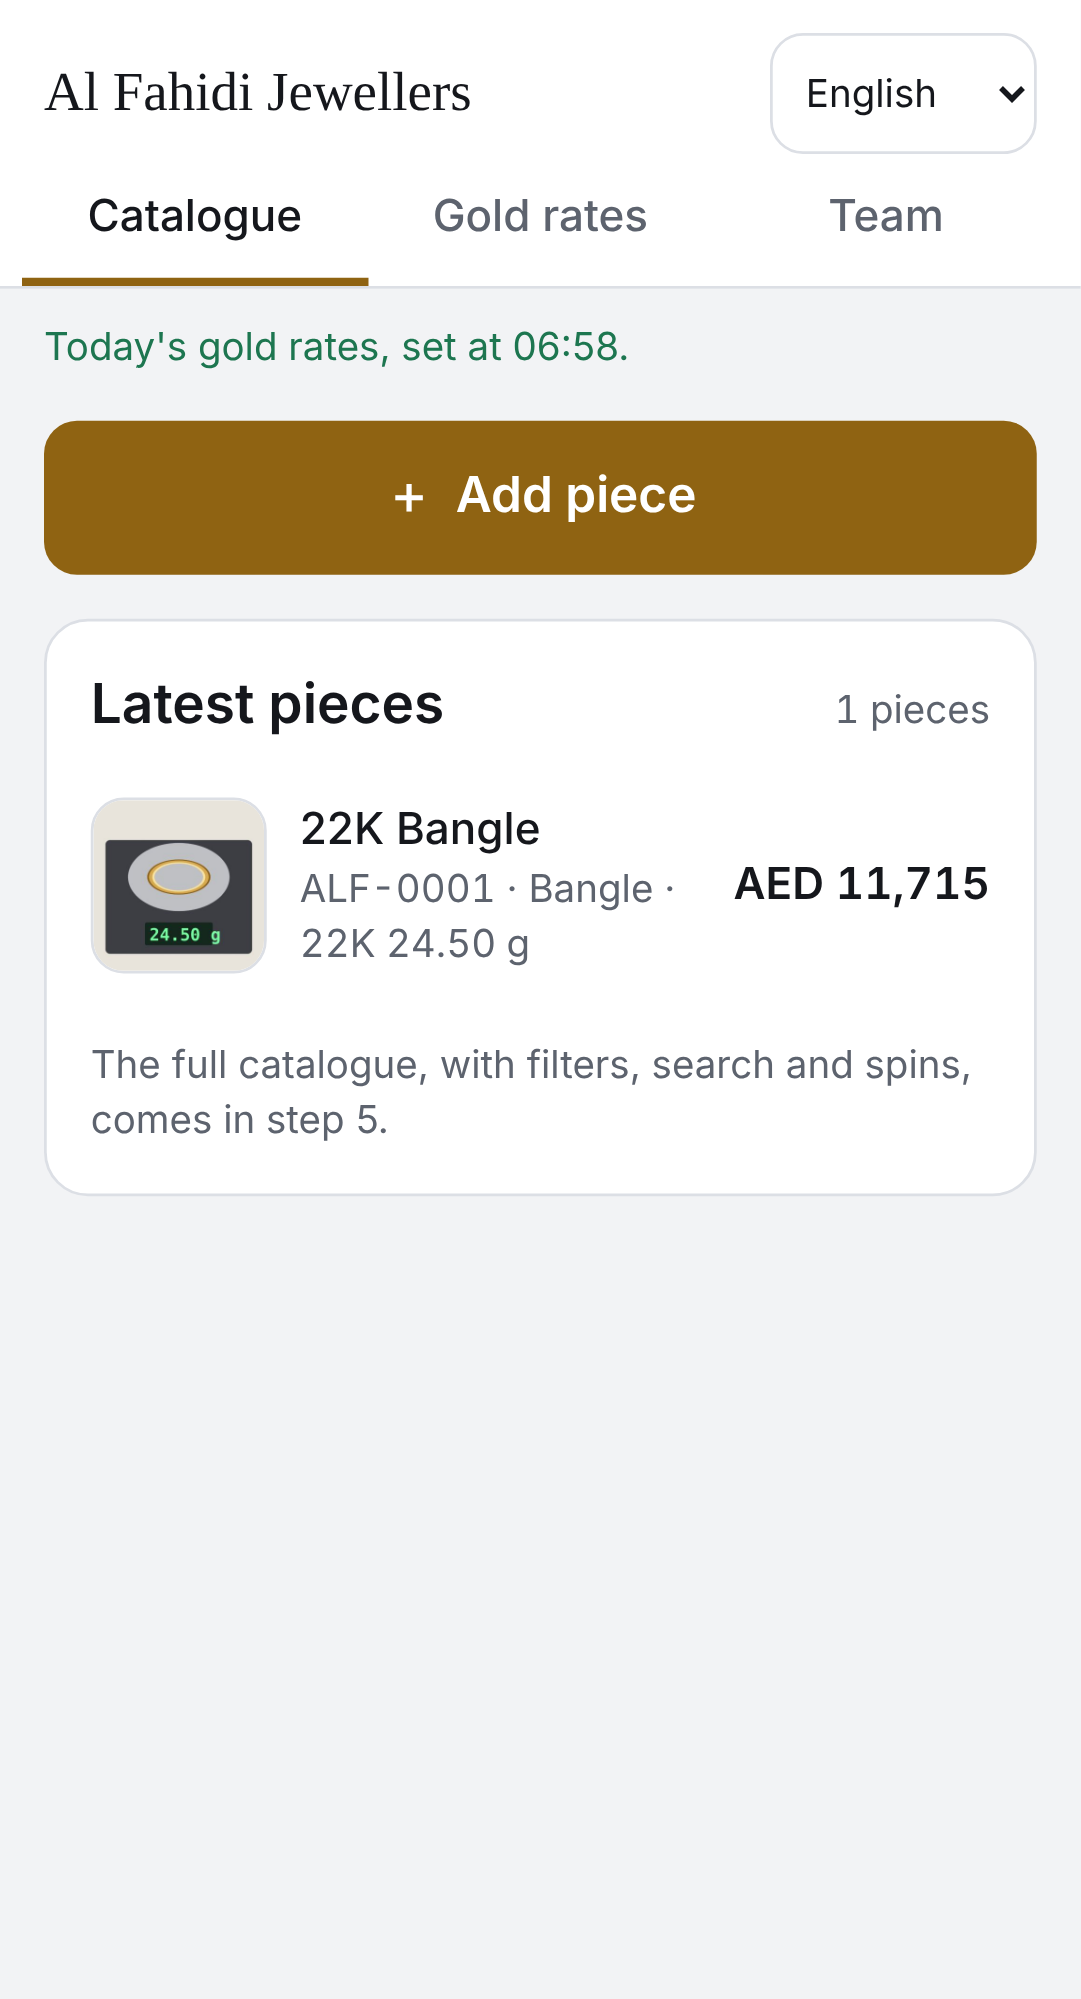 Al Fahidi Jewellers
English
Catalogue
Gold rates
Team
Today's gold rates, set at 06:58.
+ Add piece
Latest pieces
1 pieces
24.50 g
22K Bangle
ALF-0001 · Bangle ·
22K 24.50 g
AED 11,715
The full catalogue, with filters, search and spins,
comes in step 5.